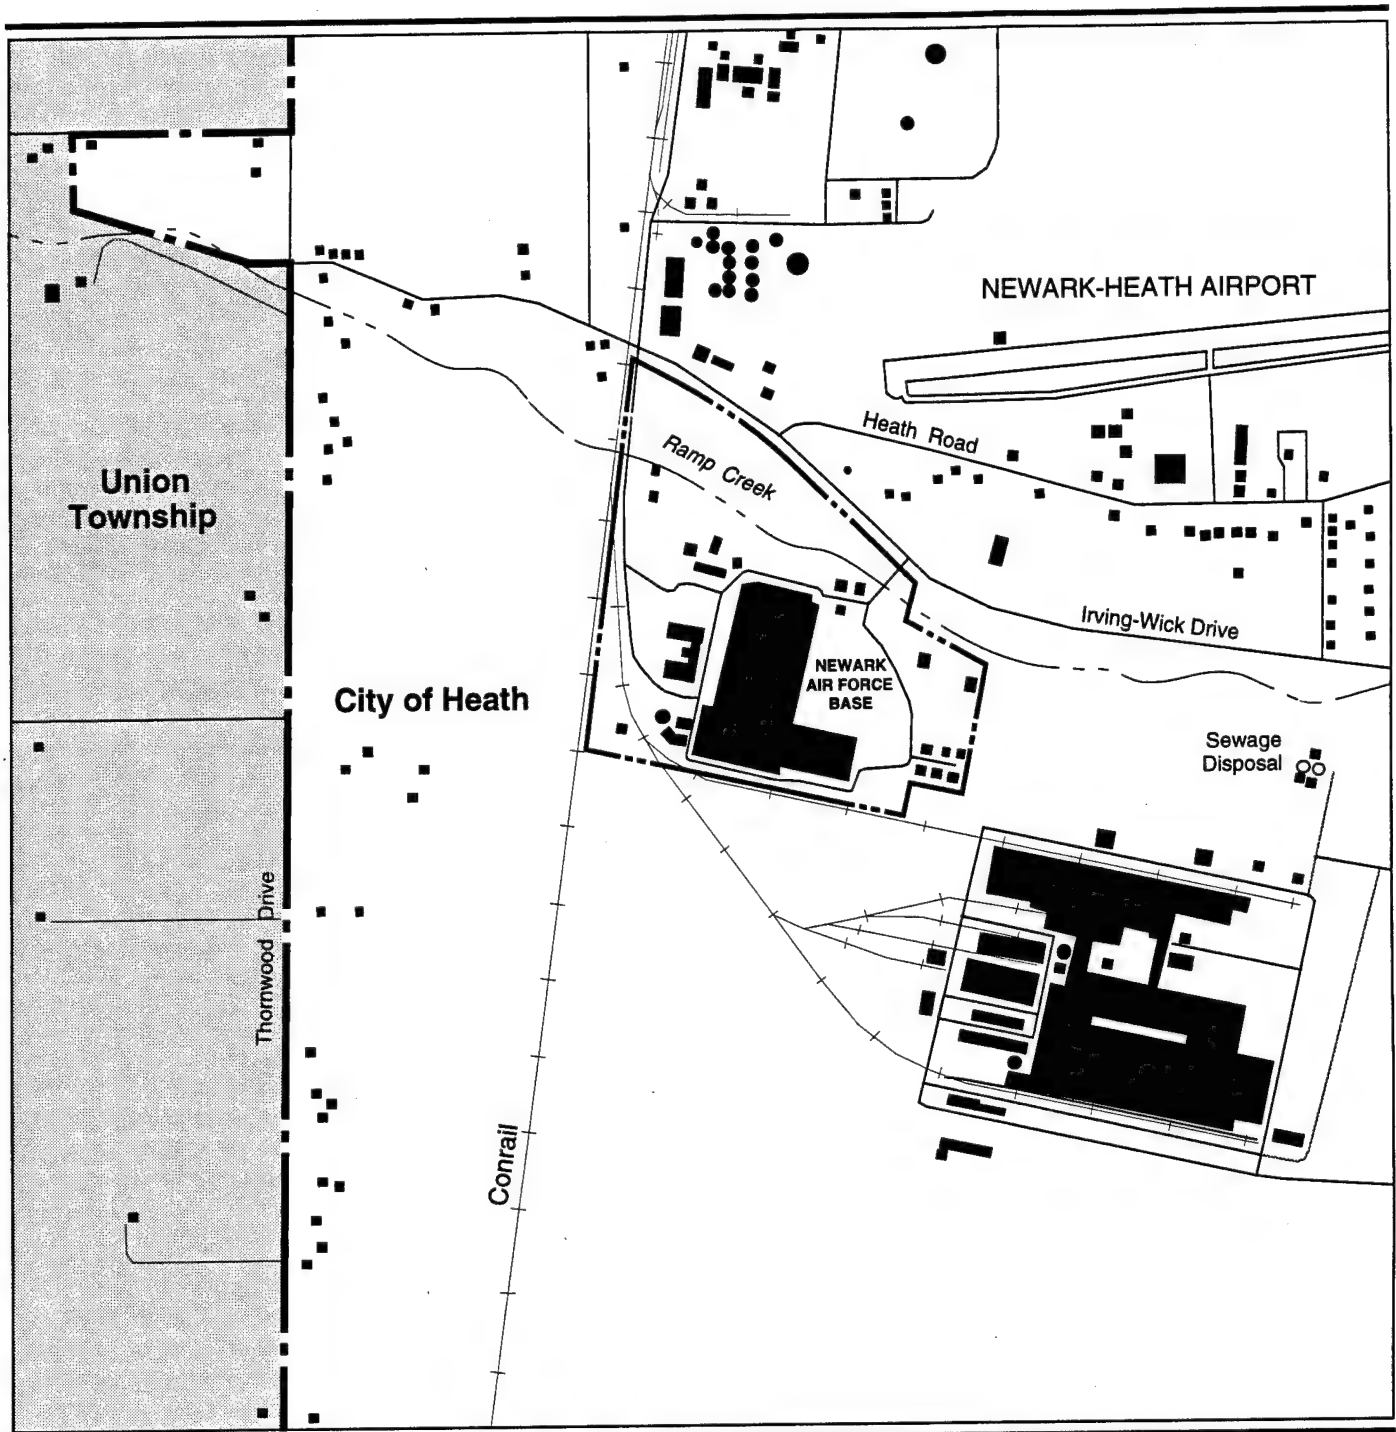 NEWARK-HEATH AIRPORT
Heath Road
Ramp Creek
Union
Township
Irving-Wick Drive
NEWARK
AIR FORCE
BASE
City of Heath
Sewage
Disposal
Thornwood Drive
Conrail